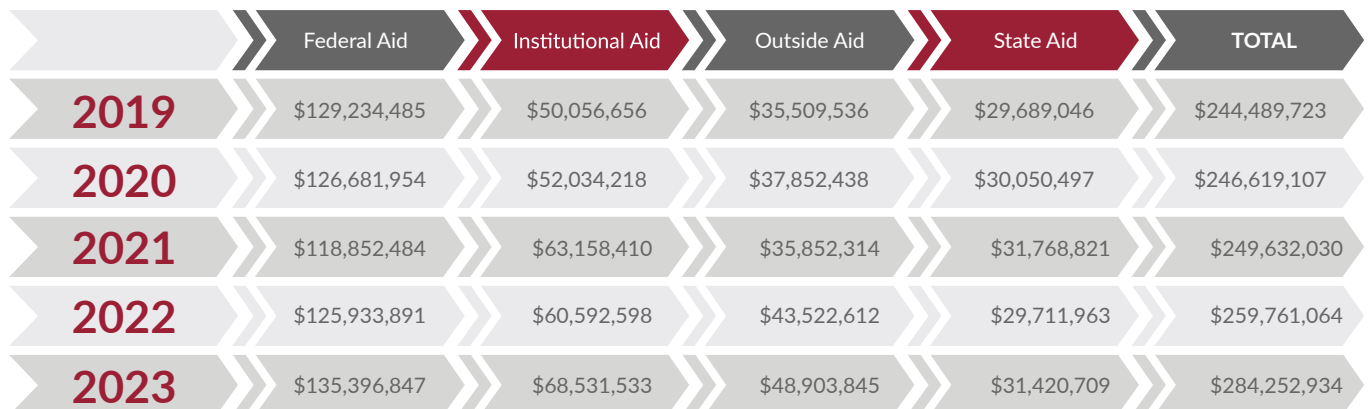 Federal Aid Institutional Aid Outside Aid State Aid TOTAL
2019 $129,234,485 $50,056,656 $35,509,536 $29,689,046 $244,489,723
2020 $126,681,954 $52,034,218 $37,852,438 $30,050,497 $246,619,107
2021 $118,852,484 $63,158,410 $35,852,314 $31,768,821 $249,632,030
2022 $125,933,891 $60,592,598 $43,522,612 $29,711,963 $259,761,064
2023 $135,396,847 $68,531,533 $48,903,845 $31,420,709 $284,252,934